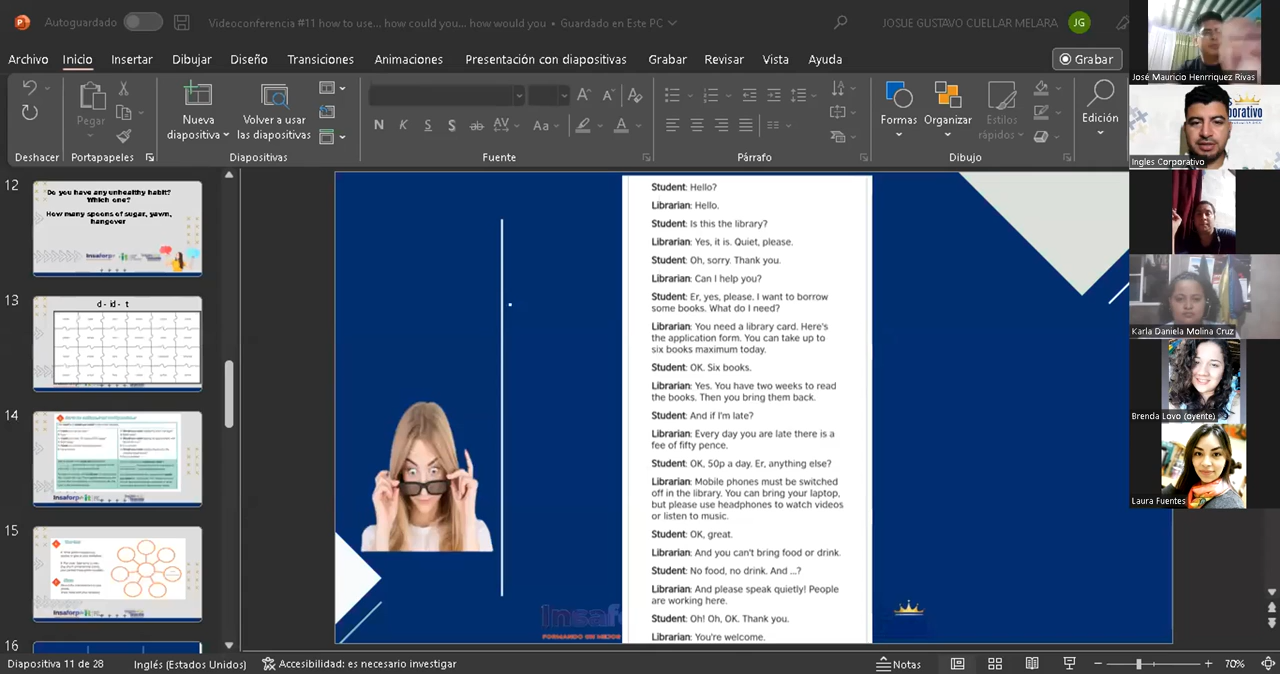 Autoguardado
Videoconferencia #11 how to use... how could you... how would you • Guardado en Este PC
JOSUE GUSTAVO CUELLAR MELARA
JG
Archivo
Inicio
Insertar
Dibujar
Diseño
Transiciones
Animaciones
Presentación con diapositivas
Grabar
Revisar
Vista
Ayuda
Grabar
Pegar
Nueva
diapositiva
Volver a usar
las diapositivas
Formas
Organizar
Estilos
rápidos
Edición
Deshacer
Portapapeles
Diapositivas
Fuente
Párrafo
Dibujo
12
Do you have any unhealthy habit?
Which one?
How many spoons of sugar, yawn,
hangover
13
d - id - t
14
15
16
Student: Hello?
Librarian: Hello.
Student: Is this the library?
Librarian: Yes, it is. Quiet, please.
Student: Oh, sorry. Thank you.
Librarian: Can I help you?
Student: Er, yes, please. I want to borrow
some books. What do I need?
Librarian: You need a library card. Here's
the application form. You can take up to
six books maximum today.
Student: OK. Six books.
Librarian: Yes. You have two weeks to read
the books. Then you bring them back.
Student: And if I'm late?
Librarian: Every day you are late there is a
fee of fifty pence.
Student: OK, 50p a day. Er, anything else?
Librarian: Mobile phones must be switched
off in the library. You can bring your laptop,
but please use headphones to watch videos
or listen to music.
Student: OK, great.
Librarian: And you can't bring food or drink.
Student: No food, no drink. And ...?
Librarian: And please speak quietly! People
are working here.
Student: Oh! Oh, OK. Thank you.
Librarian: You're welcome.
José Mauricio Henrriquez Rivas
Ingles Corporativo
Karla Daniela Molina Cruz
Brenda Lovo (oyente)
Laura Fuentes
Diapositiva 11 de 28
Inglés (Estados Unidos)
Accesibilidad: es necesario investigar
Notas
70%